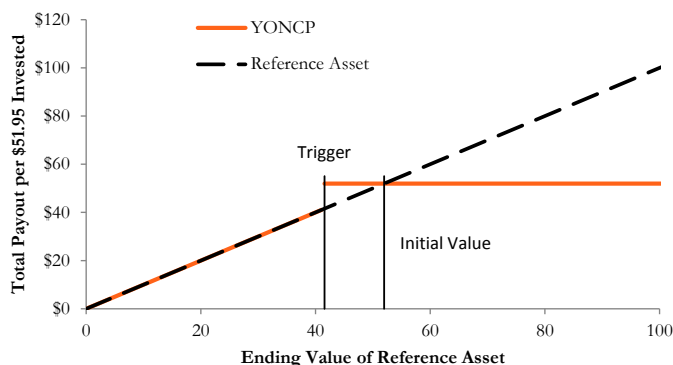 $120
$100
$80
$60
$40
$20
$0
Total Payout per $51.95 Invested
YONCP
Reference Asset
Trigger
Initial Value
0 20 40 60 80 100
Ending Value of Reference Asset